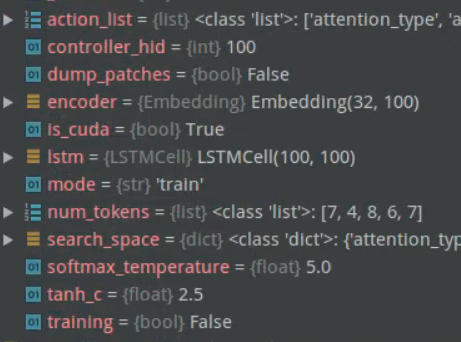 action_list = {list} <class 'list'>: ['attention_type', 'a
controller_hid = {int} 100
dump_patches = {bool} False
encoder = {Embedding} Embedding(32, 100)
is_cuda = {bool} True
lstm = {LSTMCell} LSTMCell(100, 100)
mode = {str} 'train'
num_tokens = {list} <class 'list'>: [7, 4, 8, 6, 7]
search_space = {dict} <class 'dict'>: {'attention_typ
softmax_temperature = {float} 5.0
tanh_c = {float} 2.5
training = {bool} False